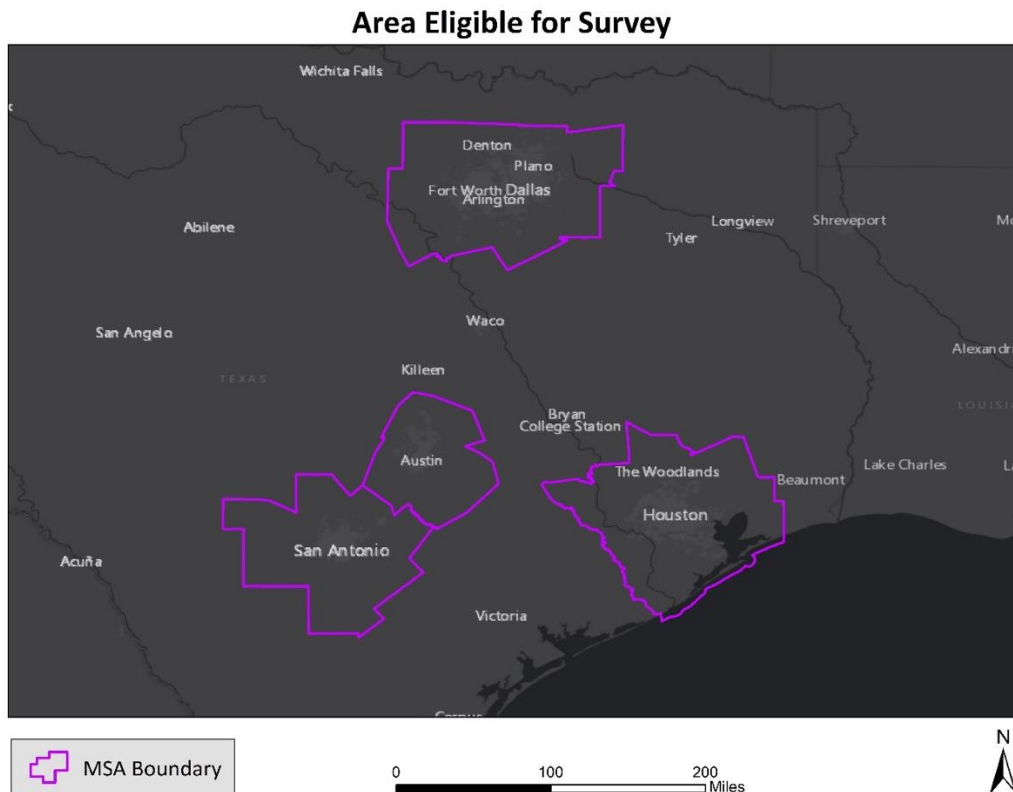 Area Eligible for Survey
Wichita Falls
Denton
Plano
Fort Worth Dallas
Arlington
Abilene
Longview
Shreveport
Tyler
San Angelo
Waco
Alexandri
Killeen
TEXAS
LOUISI
Bryan
College Station
Austin
The Woodlands
Lake Charles
Beaumont
Houston
San Antonio
Acuña
Victoria
MSA Boundary
0 100 200
Miles
N